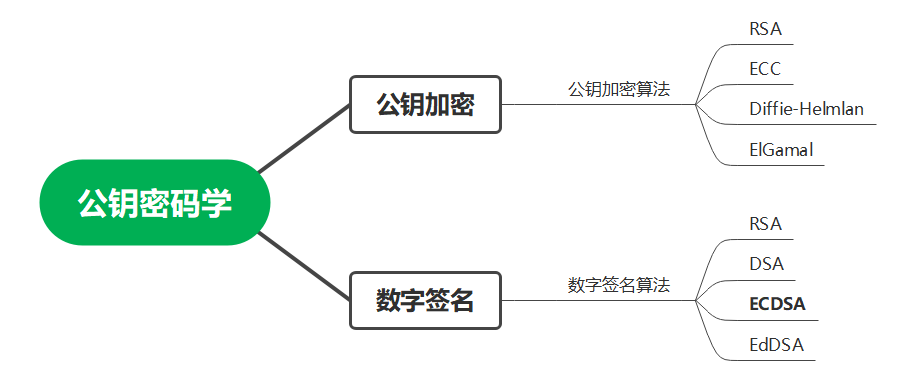 公钥密码学
公钥加密
公钥加密算法
RSA
ECC
Diffie-Helmlan
ElGamal
数字签名
数字签名算法
RSA
DSA
ECDSA
EdDSA